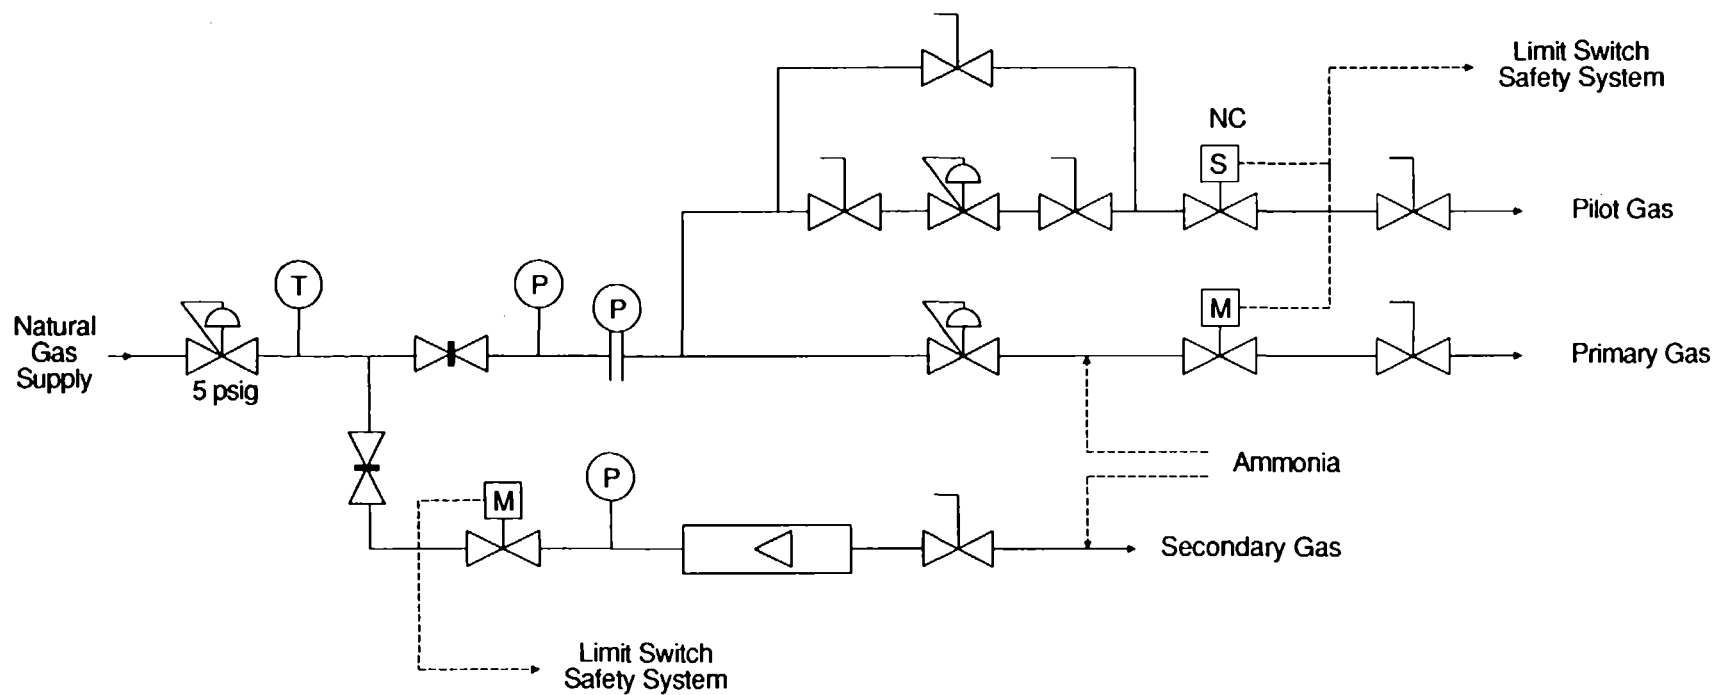 Limit Switch
Safety System
NC
S
Pilot Gas
T
P
P
M
Natural
Gas
Supply
5 psig
Primary Gas
Ammonia
P
M
Secondary Gas
Limit Switch
Safety System